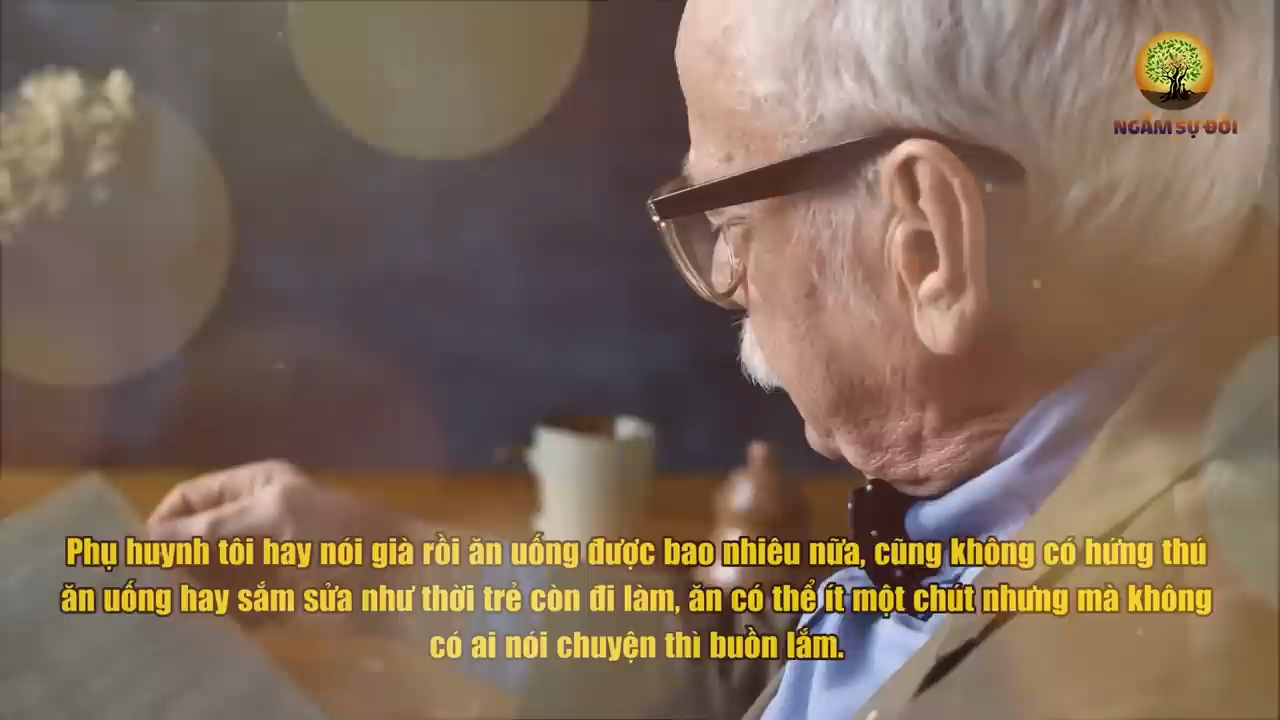 NGẪM SỰ ĐỜI
Phụ huynh tôi hay nói già rồi ăn uống được bao nhiêu nữa, cũng không có hứng thú
ăn uống hay sắm sửa như thời trẻ còn đi làm, ăn có thể ít một chút nhưng mà không
có ai nói chuyện thì buồn lắm.